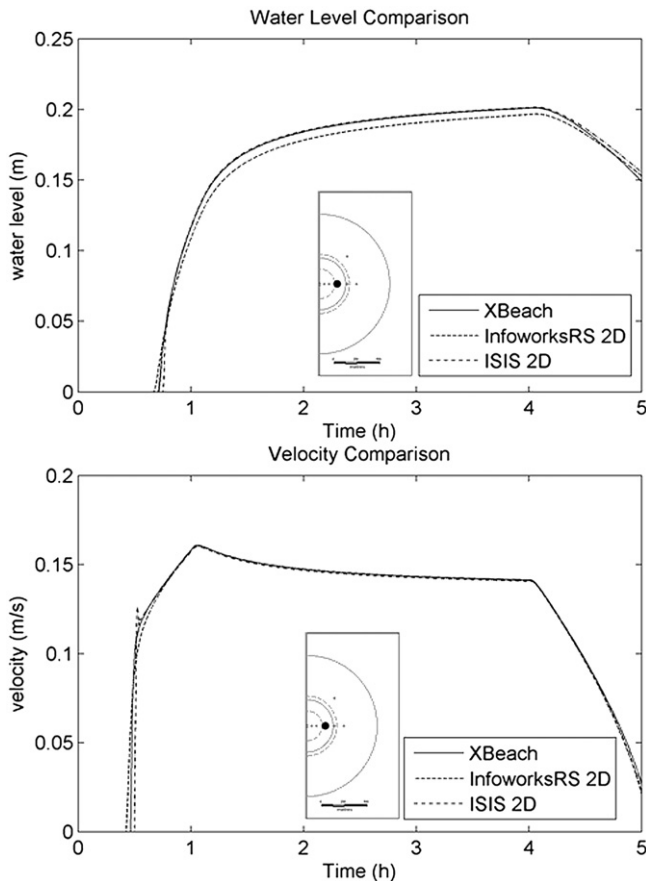 Water Level Comparison
0.25
0.2
0.15
0.1
0.05
0
water level (m)
XBeach
InfoworksRS 2D
ISIS 2D
0 1 2 3 4 5
Time (h)
Velocity Comparison
0.2
0.15
0.1
0.05
0
velocity (m/s)
XBeach
InfoworksRS 2D
ISIS 2D
0 1 2 3 4 5
Time (h)